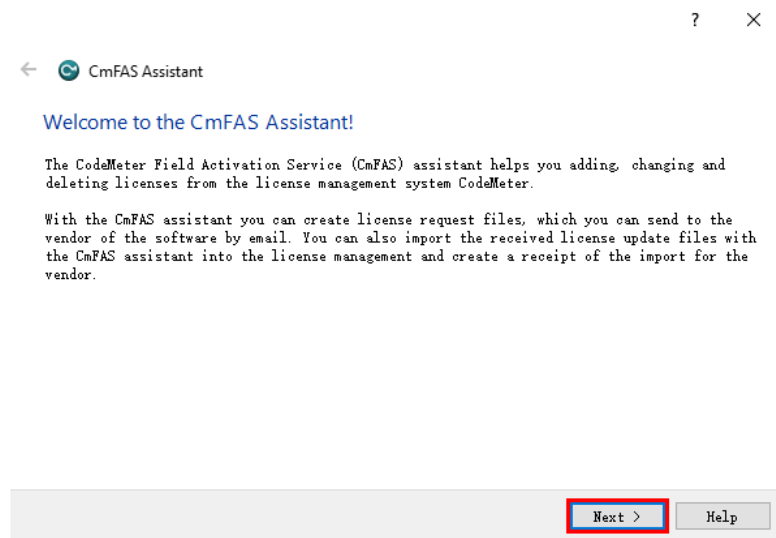 ?
CmFAS Assistant
Welcome to the CmFAS Assistant!
The CodeMeter Field Activation Service (CmFAS) assistant helps you adding, changing and
deleting licenses from the license management system CodeMeter.
With the CmFAS assistant you can create license request files, which you can send to the
vendor of the software by email. You can also import the received license update files with
the CmFAS assistant into the license management and create a receipt of the import for the
vendor.
Next >
Help